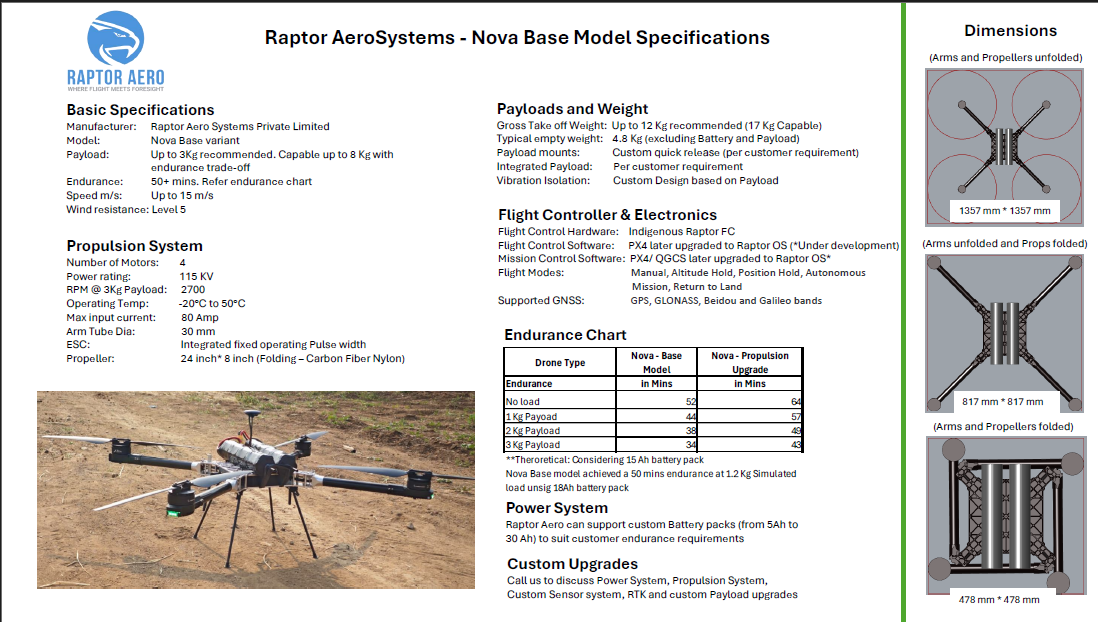 RAPTOR AERO
WHERE FLIGHT MEETS FORESIGHT
Raptor AeroSystems - Nova Base Model Specifications
Basic Specifications
Manufacturer: Raptor Aero Systems Private Limited
Model: Nova Base variant
Payload: Up to 3Kg recommended. Capable up to 8 Kg with
endurance trade-off
Endurance: 50+ mins. Refer endurance chart
Speed m/s: Up to 15 m/s
Wind resistance: Level 5
Propulsion System
Number of Motors: 4
Power rating: 115 KV
RPM @ 3Kg Payload: 2700
Operating Temp: -20°C to 50°C
Max input current: 80 Amp
Arm Tube Dia: 30 mm
ESC: Integrated fixed operating Pulse width
Propeller: 24 inch* 8 inch (Folding – Carbon Fiber Nylon)
Payloads and Weight
Gross Take off Weight: Up to 12 Kg recommended (17 Kg Capable)
Typical empty weight: 4.8 Kg (excluding Battery and Payload)
Payload mounts: Custom quick release (per customer requirement)
Integrated Payload: Per customer requirement
Vibration Isolation: Custom Design based on Payload
Flight Controller & Electronics
Flight Control Hardware: Indigenous Raptor FC
Flight Control Software: PX4 later upgraded to Raptor OS (*Under development)
Mission Control Software: PX4/ QGCS later upgraded to Raptor OS*
Flight Modes: Manual, Altitude Hold, Position Hold, Autonomous
Mission, Return to Land
Supported GNSS: GPS, GLONASS, Beidou and Galileo bands
Endurance Chart
Drone Type Nova - Base Model Nova - Propulsion Upgrade
Endurance in Mins in Mins
No load 52 64
1 Kg Payoad 44 57
2 Kg Payload 38 49
3 Kg Payload 34 43
**Theroretical: Considering 15 Ah battery pack
Nova Base model achieved a 50 mins endurance at 1.2 Kg Simulated
load unsig 18Ah battery pack
Power System
Raptor Aero can support custom Battery packs (from 5Ah to
30 Ah) to suit customer endurance requirements
Custom Upgrades
Call us to discuss Power System, Propulsion System,
Custom Sensor system, RTK and custom Payload upgrades
Dimensions
(Arms and Propellers unfolded)
1357 mm * 1357 mm
(Arms unfolded and Props folded)
817 mm * 817 mm
(Arms and Propellers folded)
478 mm * 478 mm